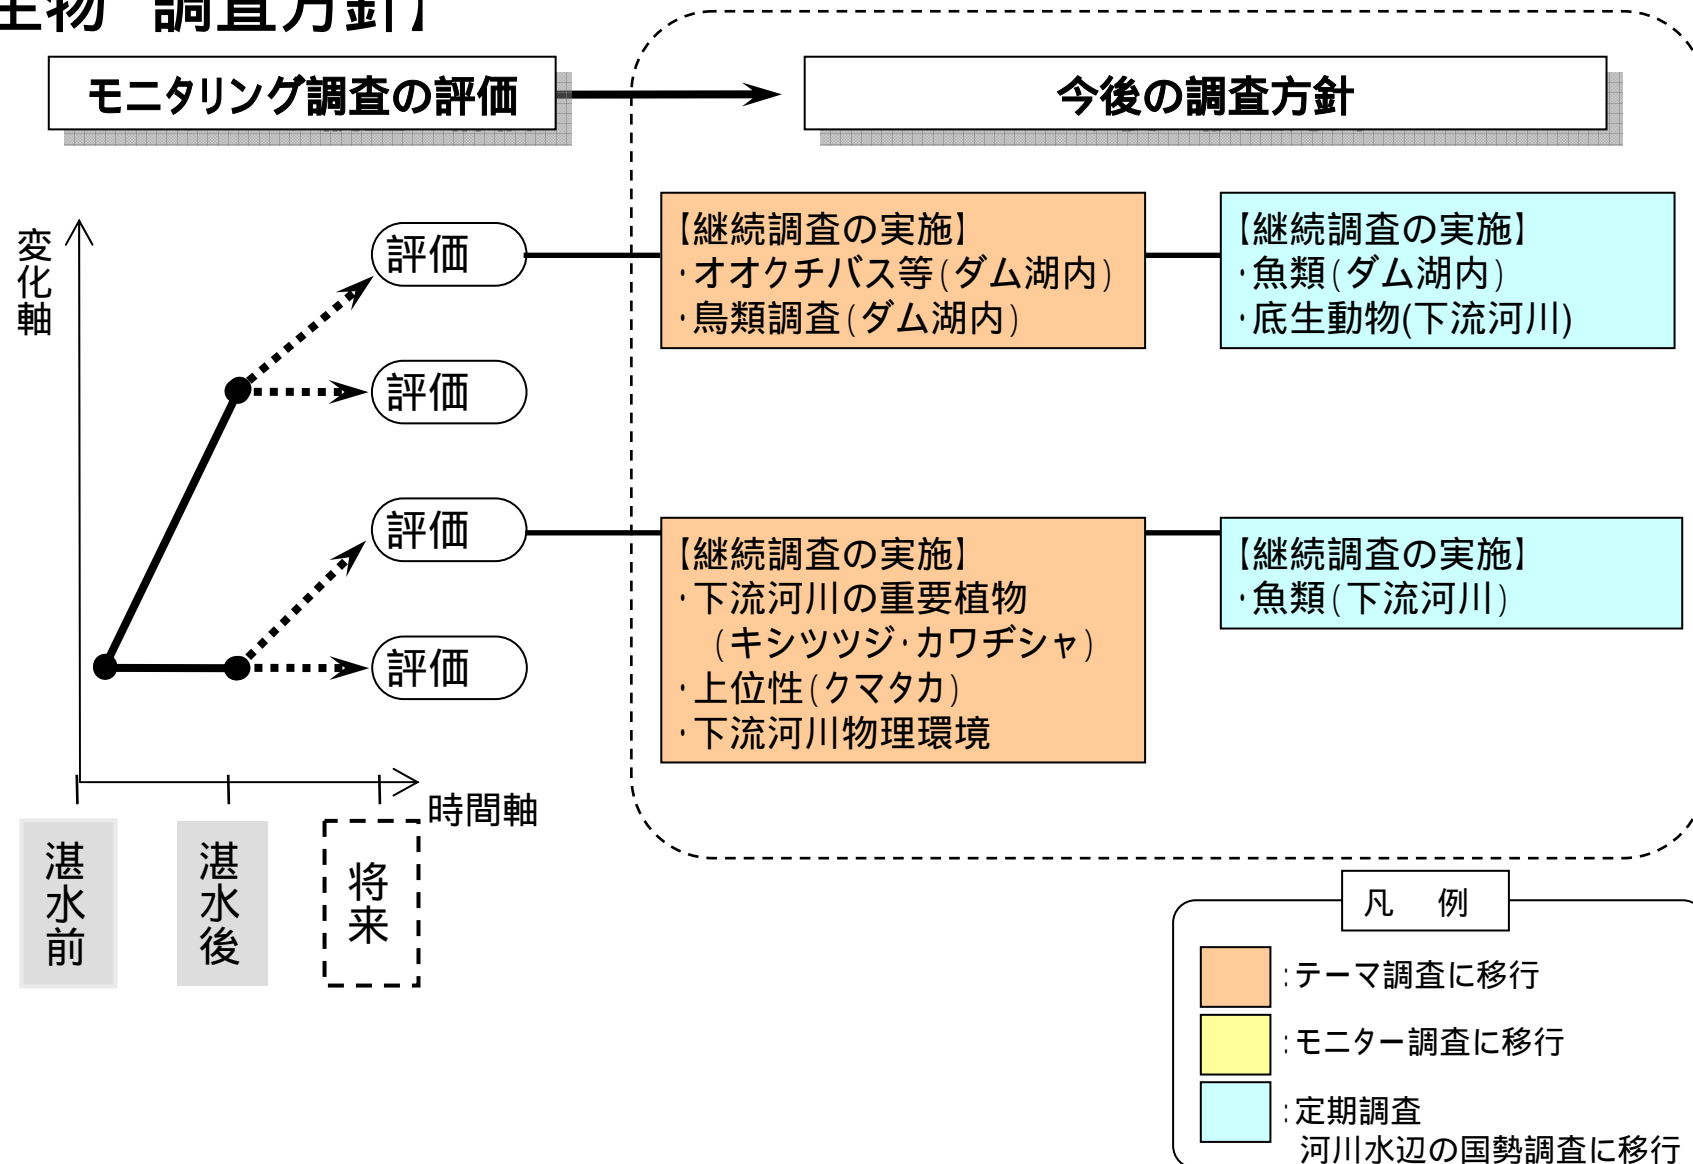 生物 調査方針】
モニタリング調査の評価
今後の調査方針
変化軸
評価
【継続調査の実施】
・オオクチバス等(ダム湖内)
・鳥類調査(ダム湖内)
【継続調査の実施】
・魚類(ダム湖内)
・底生動物(下流河川)
評価
評価
【継続調査の実施】
・下流河川の重要植物
(キシツツジ・カワヂシャ)
・上位性(クマタカ)
・下流河川物理環境
【継続調査の実施】
・魚類(下流河川)
評価
時間軸
湛水前
湛水後
将来
凡 例
:テーマ調査に移行
:モニター調査に移行
:定期調査
河川水辺の国勢調査に移行